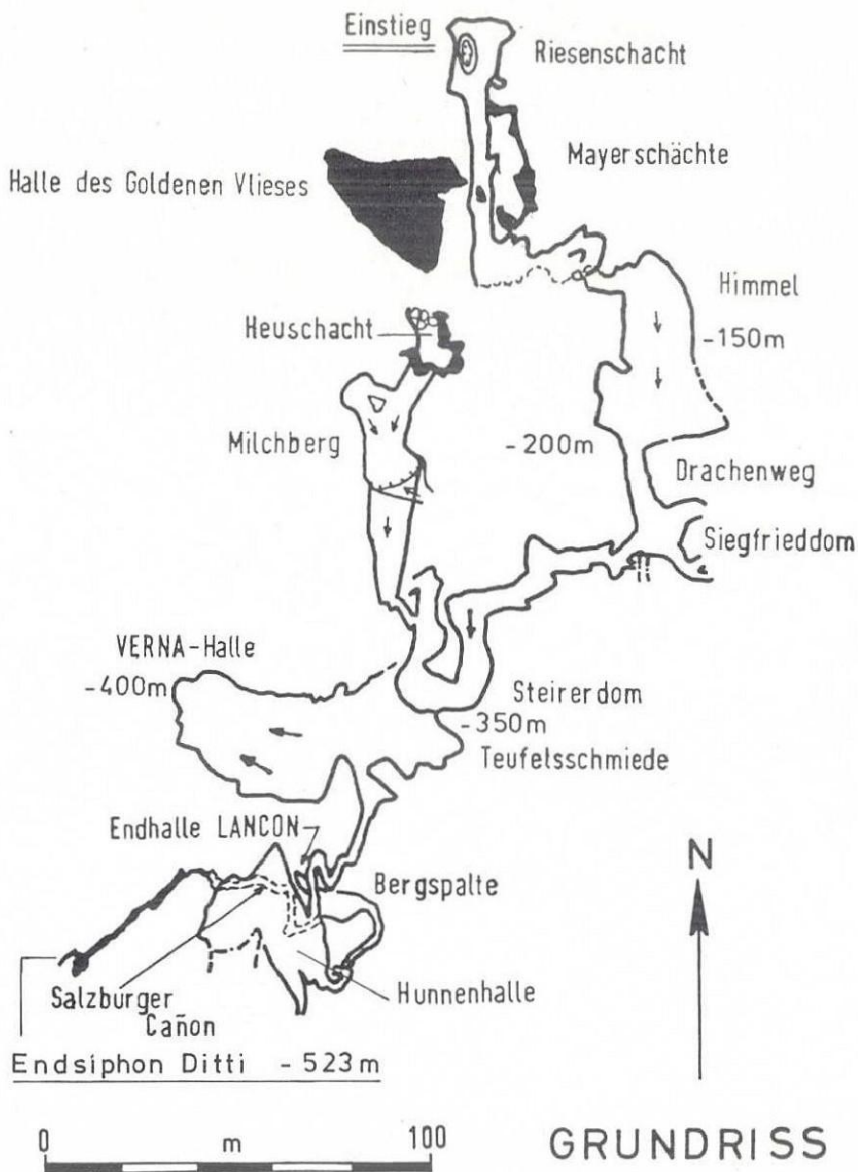 Einstieg
Riesenschacht
Mayerschächte
Halle des Goldenen Vlieses
Himmel
Heuschacht
-150m
Milchberg
-200m
Drachenweg
Siegfrieddom
VERNA-Halle
-400m
Steirerdom
-350m
Teufelsschmiede
Endhalle LANCON
N
Bergspalte
Salzburger
Cañon
Hunnenhalle
Endsiphon Ditti -523m
0 m 100
GRUNDRISS